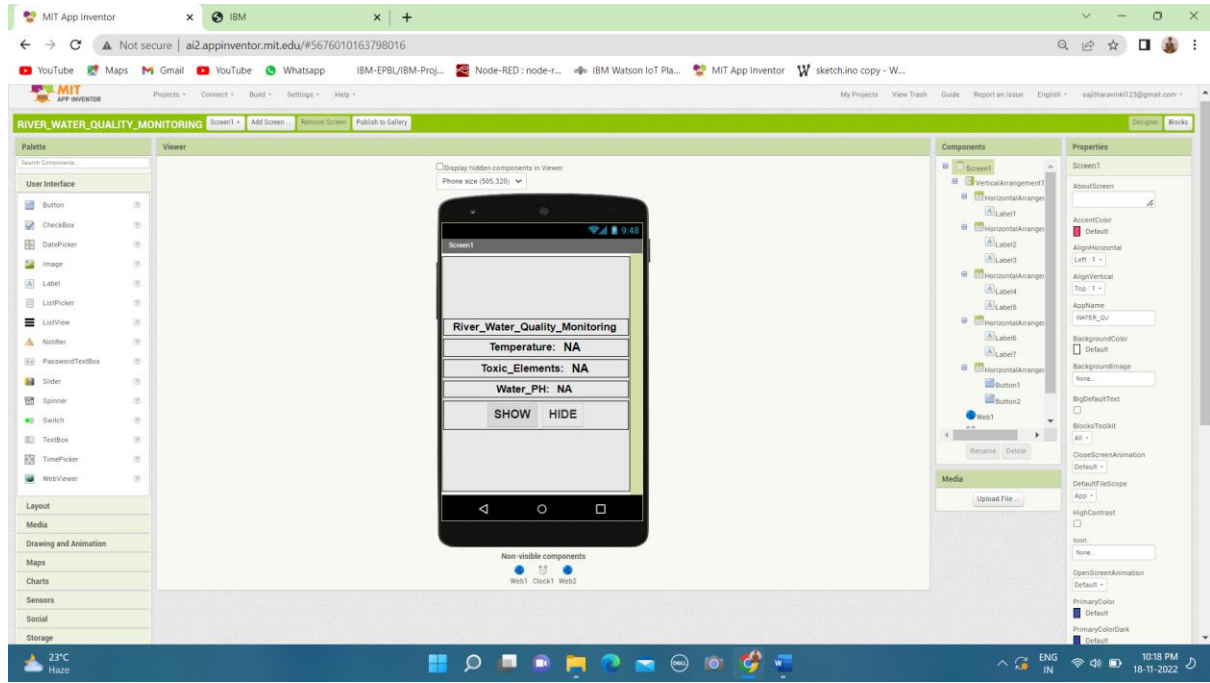 MIT App Inventor
IBM
Not secure | ai2.appinventor.mit.edu/#5676010163798016
YouTube Maps Gmail YouTube Whatsapp IBM-EPBL/IBM-Proj... Node-RED : node-r... IBM Watson IoT Pla... MIT App Inventor sketch.ino copy - W...
MIT
APP INVENTOR
Projects Connect Build Settings Help My Projects View Trash Guide Report an Issue English
RIVER_WATER_QUALITY_MONITORING Screen1 Add Screen ... Remove Screen Publish to Gallery Designer Blocks
Palette
Search Components...
User Interface
Button
CheckBox
DatePicker
Image
Label
ListPicker
ListView
Notifier
PasswordTextBox
Slider
Spinner
Switch
TextBox
TimePicker
WebViewer
Layout
Media
Drawing and Animation
Maps
Charts
Sensors
Social
Storage
Viewer
Display hidden components in Viewer
Phone size (505,320)
9:48
Screen1
River_Water_Quality_Monitoring
Temperature: NA
Toxic_Elements: NA
Water_PH: NA
SHOW HIDE
Non-visible components
Web1 Clock1 Web2
Components
Screen1
VerticalArrangement1
HorizontalArranger
Label1
HorizontalArranger
Label2
Label3
HorizontalArranger
Label4
Label5
HorizontalArranger
Label6
Label7
HorizontalArranger
Button1
Button2
Web1
Rename Delete
Media
Upload File ...
Properties
Screen1
AboutScreen
AccentColor
Default
AlignHorizontal
Left : 1
AlignVertical
Top : 1
AppName
WATER_QU
BackgroundColor
Default
BackgroundImage
None...
BigDefaultText
BlocksToolkit
All
CloseScreenAnimation
Default
DefaultFileScope
App
HighContrast
Icon
None...
OpenScreenAnimation
Default
PrimaryColor
Default
PrimaryColorDark
Default
23°C
Haze
ENG
IN
10:18 PM
18-11-2022